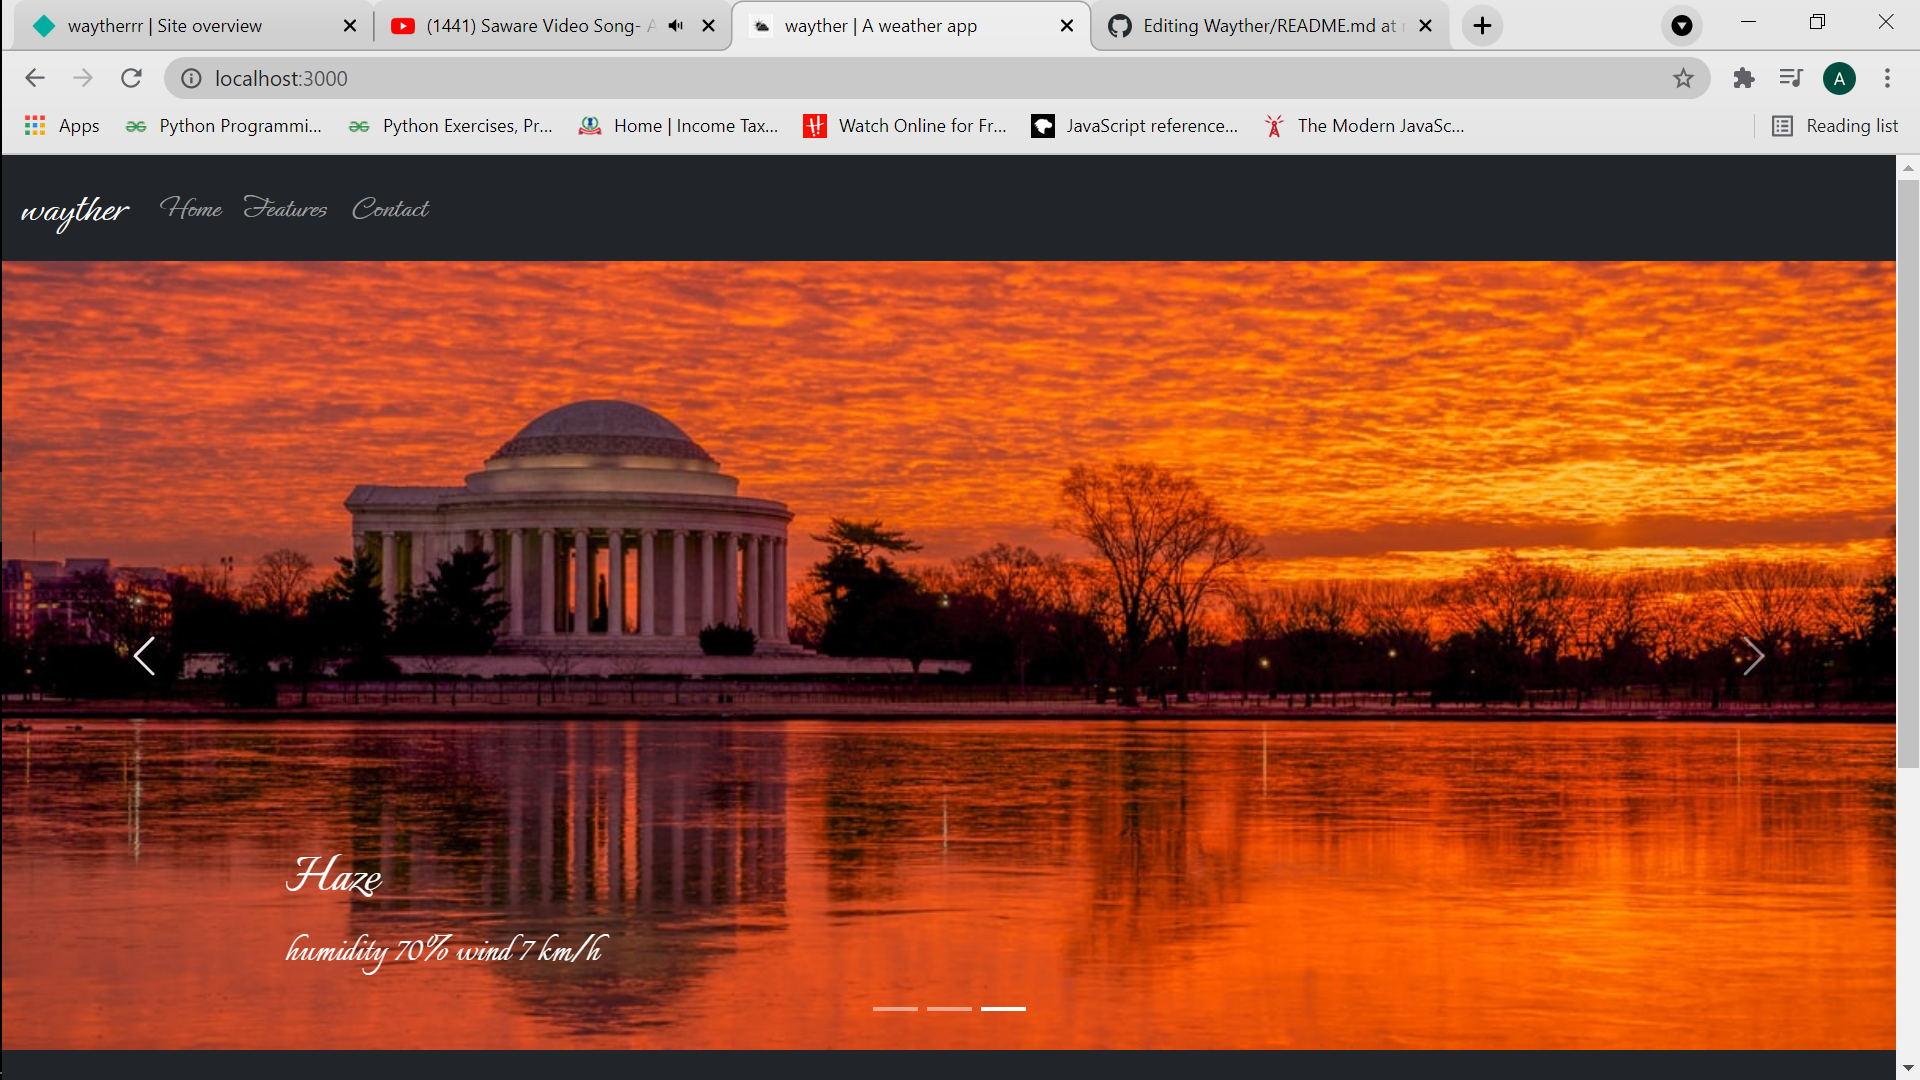 waytherrr | Site overview
(1441) Saware Video Song- A
wayther | A weather app
Editing Wayther/README.md at
localhost:3000
A
Apps
Python Programmi...
Python Exercises, Pr...
Home | Income Tax...
Watch Online for Fr...
JavaScript reference...
The Modern JavaSc...
Reading list
wayther
Home
Features
Contact
Haze
humidity 70% wind 7 km/h